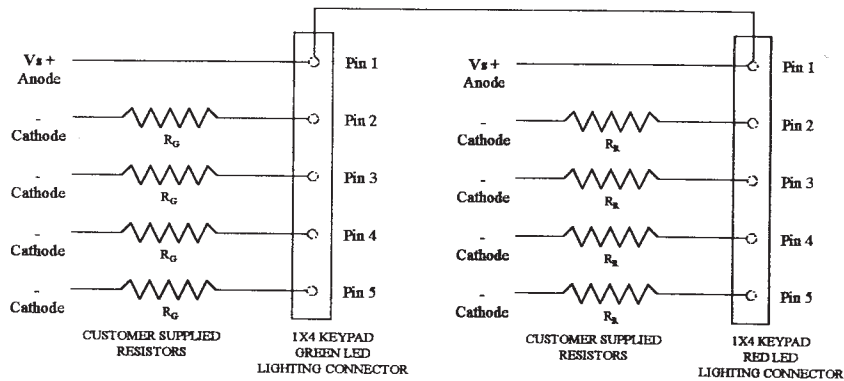 Vs +
Anode
Pin 1
-
Cathode
RG
Pin 2
-
Cathode
RG
Pin 3
-
Cathode
RG
Pin 4
-
Cathode
RG
Pin 5
CUSTOMER SUPPLIED
RESISTORS
1X4 KEYPAD
GREEN LED
LIGHTING CONNECTOR
Vs +
Anode
Pin 1
-
Cathode
RR
Pin 2
-
Cathode
RR
Pin 3
-
Cathode
RR
Pin 4
-
Cathode
RR
Pin 5
CUSTOMER SUPPLIED
RESISTORS
1X4 KEYPAD
RED LED
LIGHTING CONNECTOR